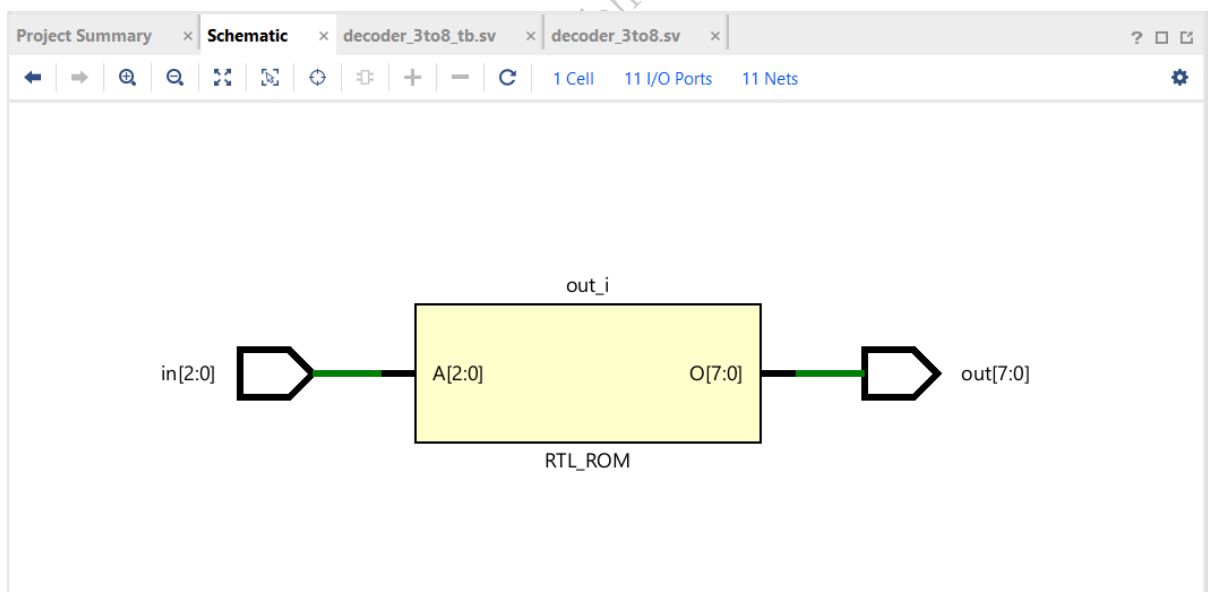 Project Summary × Schematic × decoder_3to8_tb.sv × decoder_3to8.sv × ?
1 Cell 11 I/O Ports 11 Nets
out_i
in[2:0] A[2:0] O[7:0] out[7:0]
RTL_ROM